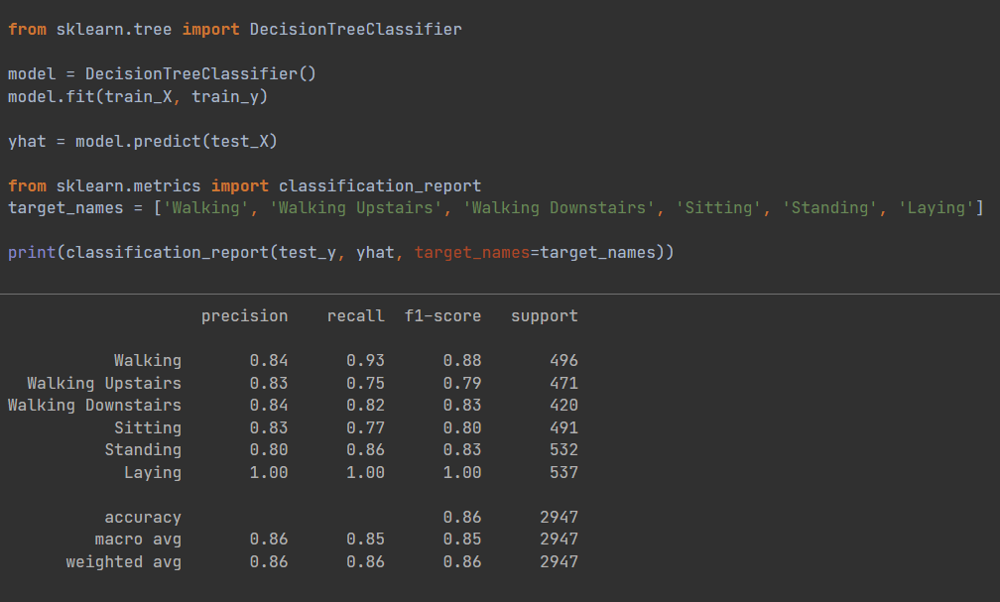 from sklearn.tree import DecisionTreeClassifier
model = DecisionTreeClassifier()
model.fit(train_X, train_y)
yhat = model.predict(test_X)
from sklearn.metrics import classification_report
target_names = ['Walking', 'Walking Upstairs', 'Walking Downstairs', 'Sitting', 'Standing', 'Laying']
print(classification_report(test_y, yhat, target_names=target_names))
precision recall f1-score support
Walking 0.84 0.93 0.88 496
Walking Upstairs 0.83 0.75 0.79 471
Walking Downstairs 0.84 0.82 0.83 420
Sitting 0.83 0.77 0.80 491
Standing 0.80 0.86 0.83 532
Laying 1.00 1.00 1.00 537
accuracy 0.86 2947
macro avg 0.86 0.85 0.85 2947
weighted avg 0.86 0.86 0.86 2947